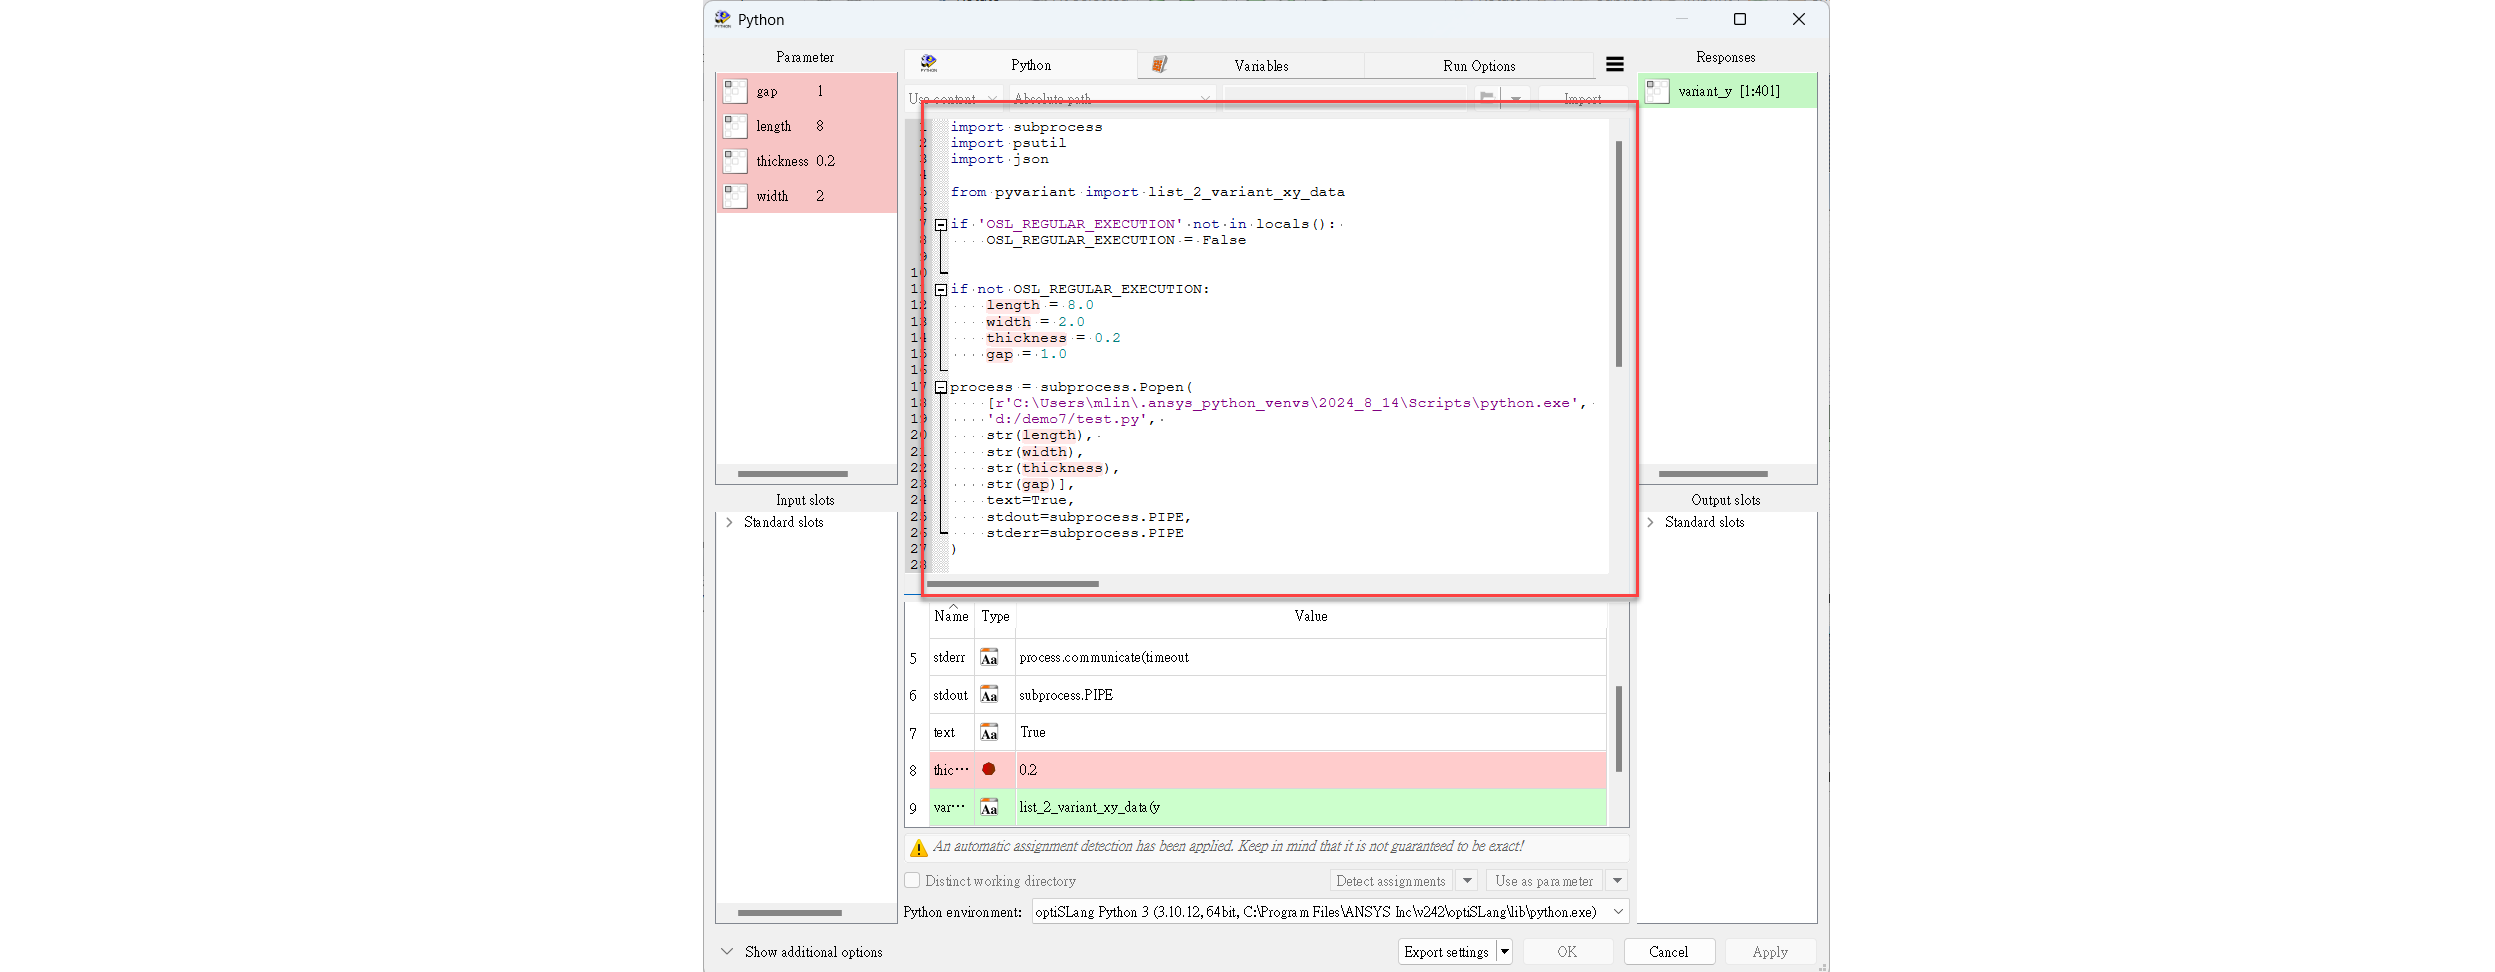 Python
Parameter
gap 1
length 8
thickness 0.2
width 2
Input slots
Standard slots
Python
Variables
Run Options
Use content
Absolute path
Import
1 import subprocess
2 import psutil
3 import json
4
5 from pyvariant import list_2_variant_xy_data
6
7 if 'OSL_REGULAR_EXECUTION' not in locals():
8 OSL_REGULAR_EXECUTION = False
9
10
11 if not OSL_REGULAR_EXECUTION:
12 length = 8.0
13 width = 2.0
14 thickness = 0.2
15 gap = 1.0
16
17 process = subprocess.Popen(
18 [r'C:\Users\mlin\.ansys_python_venvs\2024_8_14\Scripts\python.exe',
19 'd:/demo7/test.py',
20 str(length),
21 str(width),
22 str(thickness),
23 str(gap)],
24 text=True,
25 stdout=subprocess.PIPE,
26 stderr=subprocess.PIPE
27 )
28
Name Type Value
5 stderr Aa process.communicate(timeout
6 stdout Aa subprocess.PIPE
7 text Aa True
8 thic··· 0.2
9 var··· Aa list_2_variant_xy_data(y
An automatic assignment detection has been applied. Keep in mind that it is not guaranteed to be exact!
Distinct working directory
Detect assignments
Use as parameter
Python environment: optiSLang Python 3 (3.10.12, 64bit, C:\Program Files\ANSYS Inc\v242\optiSLang\lib\python.exe)
Responses
variant_y [1:401]
Output slots
Standard slots
Show additional options
Export settings
OK
Cancel
Apply